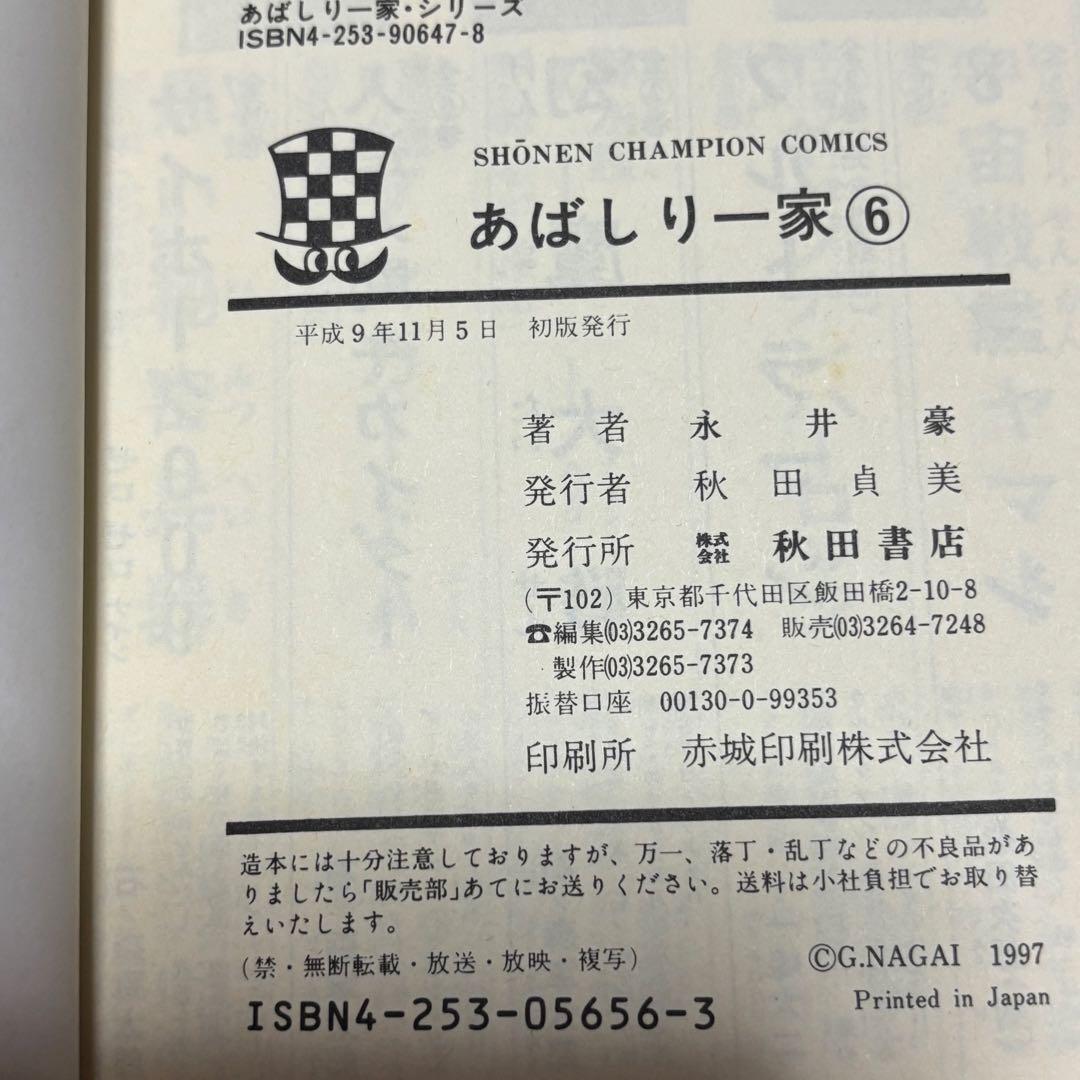 あばしり一家・シリーズ
ISBN4-253-90647-8
SHŌNEN CHAMPION COMICS
あばしり一家⑥
平成9年11月5日 初版発行
著者 永井豪
発行者 秋田貞美
発行所 株式会社 秋田書店
(〒102) 東京都千代田区飯田橋2-10-8
☎編集(03)3265-7374 販売(03)3264-7248
製作(03)3265-7373
振替口座 00130-0-99353
印刷所 赤城印刷株式会社
造本には十分注意しておりますが、万一、落丁・乱丁などの不良品があ
りましたら「販売部」あてにお送りください。送料は小社負担でお取り替
えいたします。
(禁・無断転載・放送・放映・複写)
©G.NAGAI 1997
Printed in Japan
ISBN4-253-05656-3